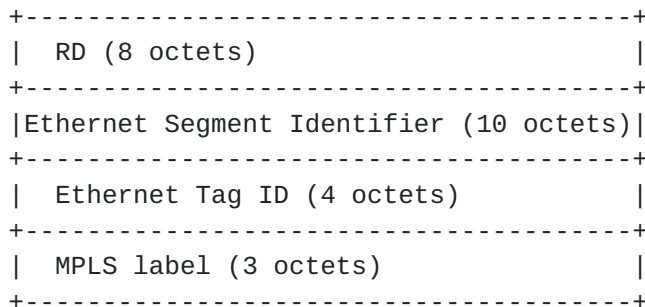 +---------------------------------------+
|  RD (8 octets)                        |
+---------------------------------------+
|Ethernet Segment Identifier (10 octets)|
+---------------------------------------+
|  Ethernet Tag ID (4 octets)           |
+---------------------------------------+
|  MPLS label (3 octets)                |
+---------------------------------------+